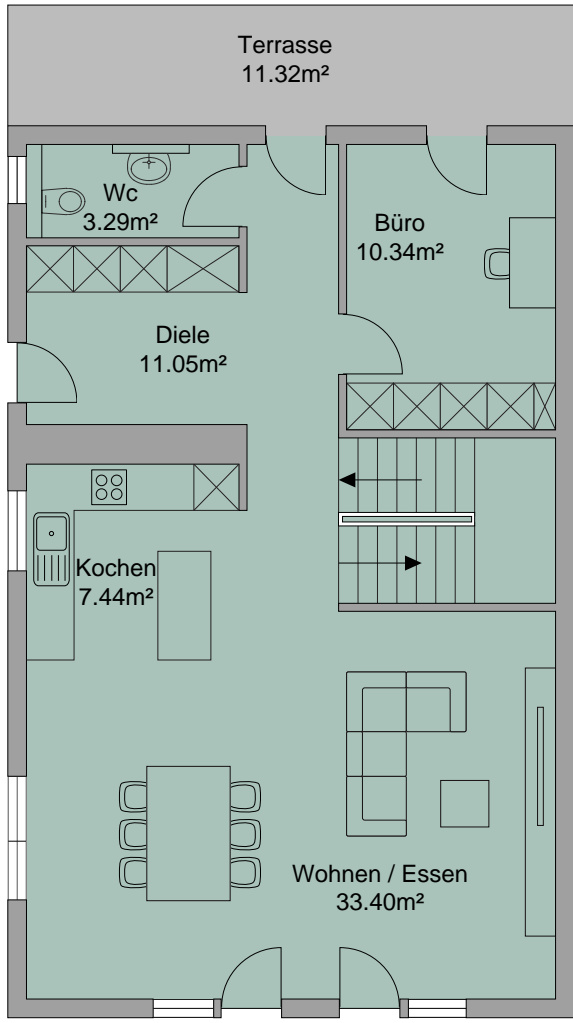 Terrasse
11.32m²
Wc
3.29m²
Büro
10.34m²
Diele
11.05m²
Kochen
7.44m²
Wohnen / Essen
33.40m²